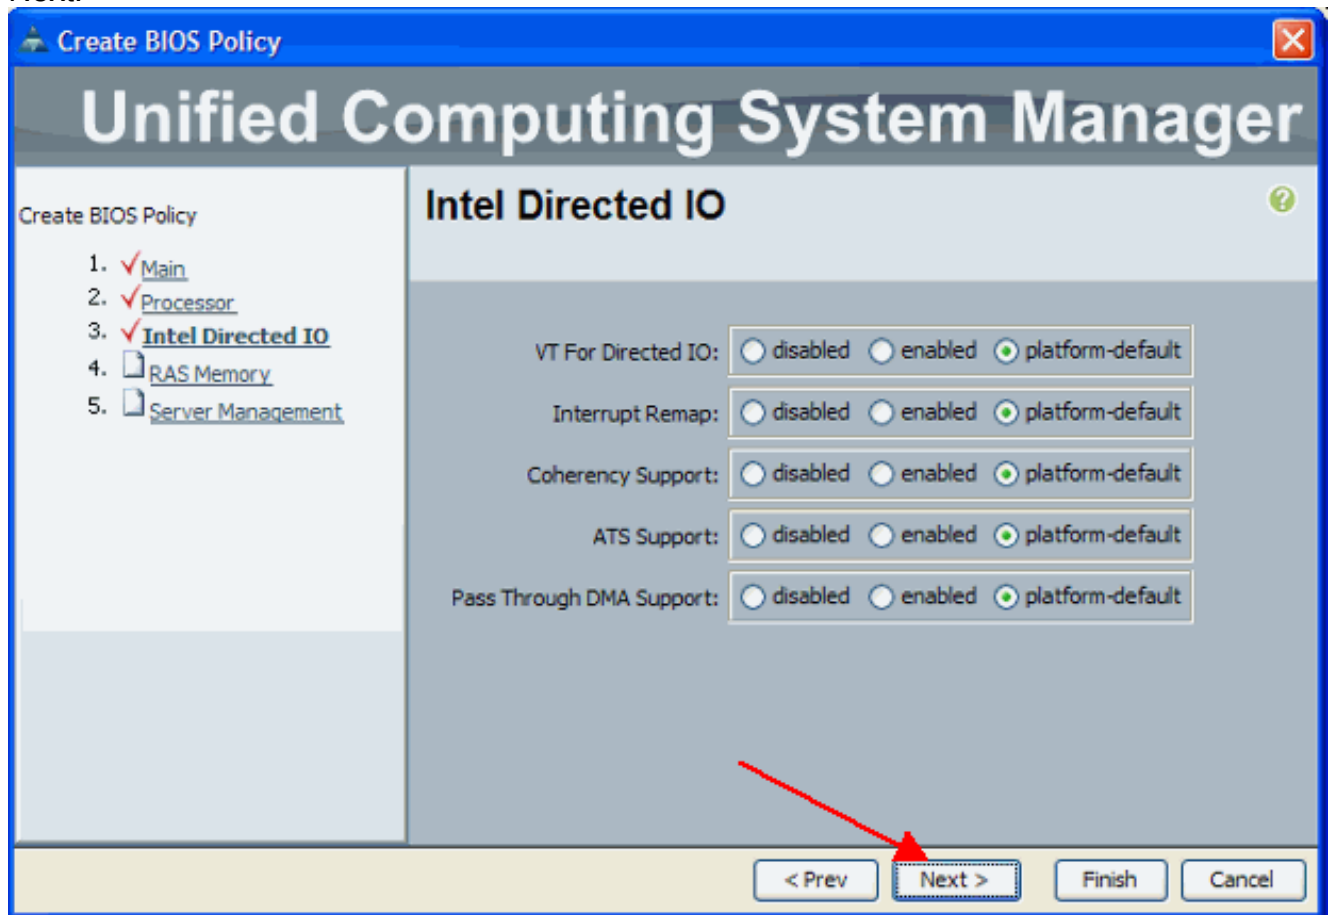 Create BIOS Policy
Unified Computing System Manager
Create BIOS Policy
1. Main
2. Processor
3. Intel Directed IO
4. RAS Memory
5. Server Management
Intel Directed IO
?
VT For Directed IO: disabled enabled platform-default
Interrupt Remap: disabled enabled platform-default
Coherency Support: disabled enabled platform-default
ATS Support: disabled enabled platform-default
Pass Through DMA Support: disabled enabled platform-default
< Prev Next > Finish Cancel